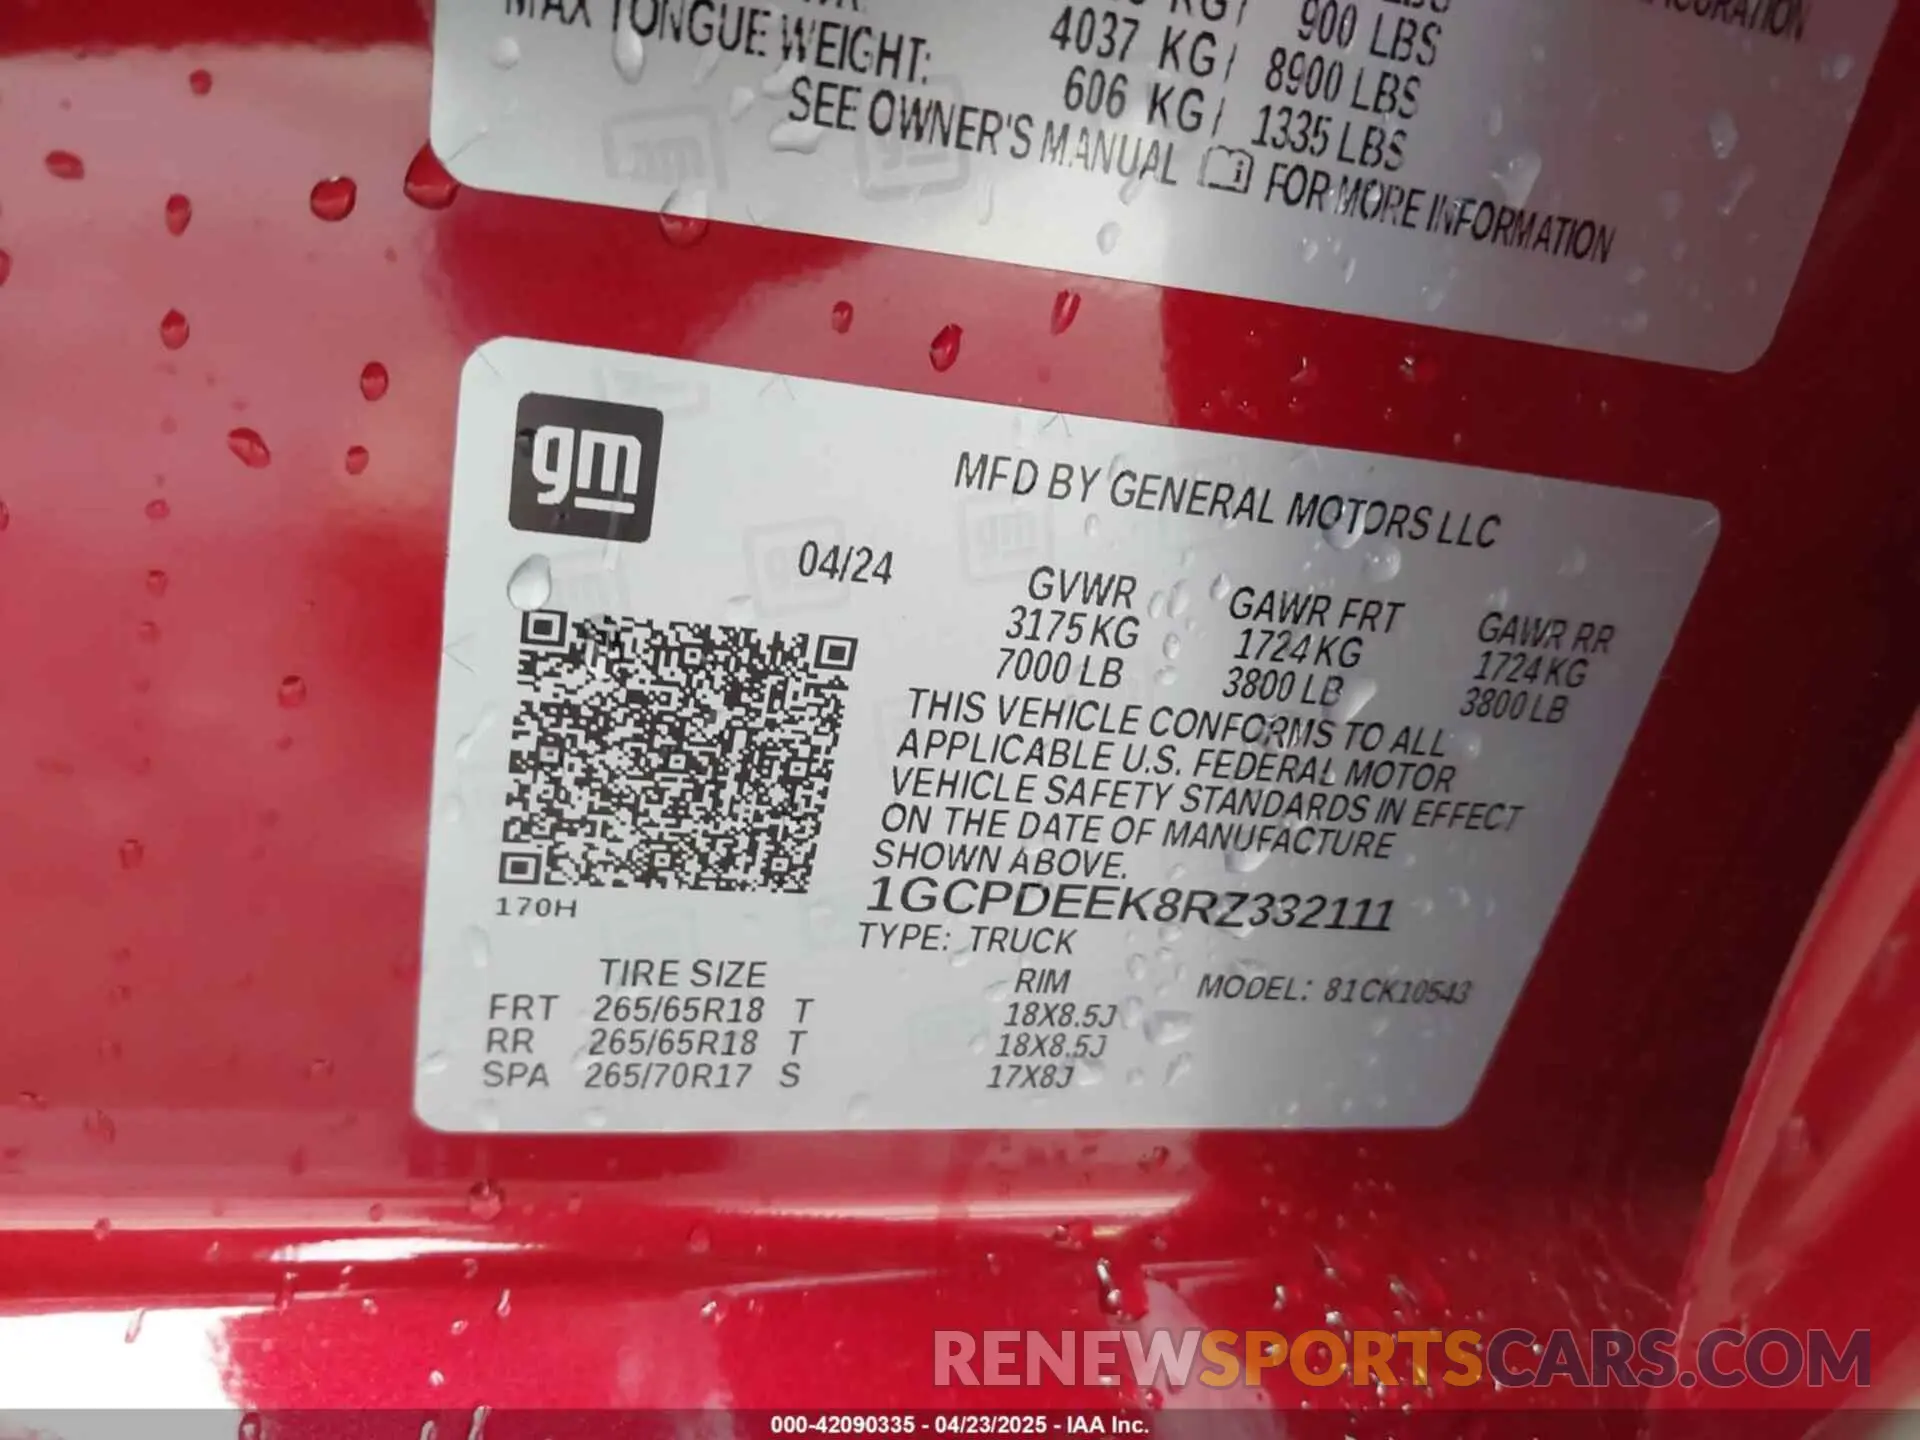 900 LBS
MAX TONGUE WEIGHT: 4037 KG/ 8900 LBS
606 KG/ 1335 LBS
SEE OWNER'S MANUAL FOR MORE INFORMATION
gm
MFD BY GENERAL MOTORS LLC
04/24
GVWR GAWR FRT GAWR RR
3175 KG 1724 KG 1724 KG
7000 LB 3800 LB 3800 LB
THIS VEHICLE CONFORMS TO ALL
APPLICABLE U.S. FEDERAL MOTOR
VEHICLE SAFETY STANDARDS IN EFFECT
ON THE DATE OF MANUFACTURE
SHOWN ABOVE.
170H
1GCPDEEK8RZ332111
TYPE: TRUCK
TIRE SIZE RIM MODEL: 81CK10543
FRT 265/65R18 T 18X8.5J
RR 265/65R18 T 18X8.5J
SPA 265/70R17 S 17X8J
RENEWSPORTSCARS.COM
000-42090335 - 04/23/2025 - IAA Inc.